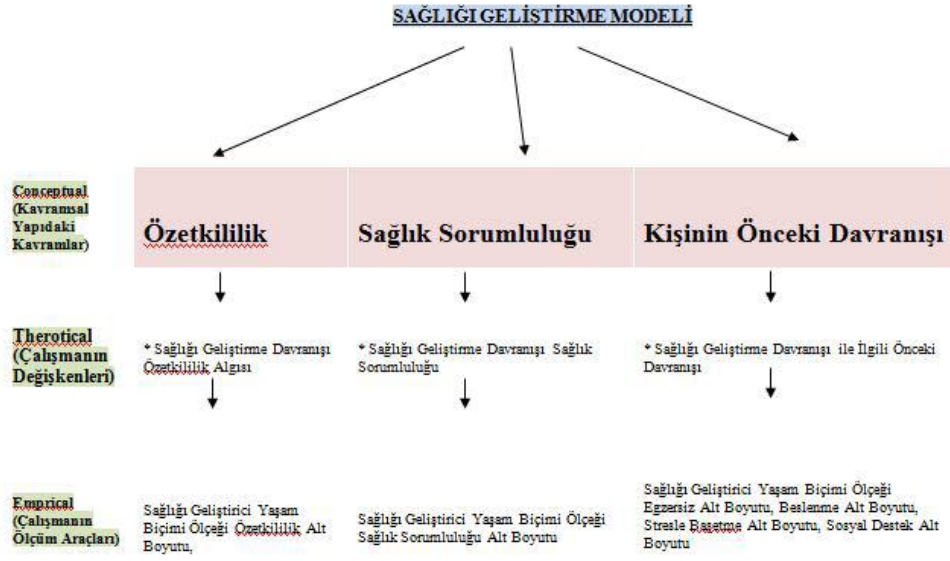 SAĞLIĞI GELİŞTİRME MODELİ
Conceptual
(Kavramsal
Yapıdaki
Kavramlar)
Özetkililik
Sağlık Sorumluluğu
Kişinin Önceki Davranışı
Therotical
(Çalışmanın
Değişkenleri)
* Sağlığı Geliştirme Davranışı
Özetkililik Algısı
* Sağlığı Geliştirme Davranışı Sağlık
Sorumluluğu
* Sağlığı Geliştirme Davranışı ile İlgili Önceki
Davranışı
Emprical
(Çalışmanın
Ölçüm Araçları)
Sağlığı Geliştirici Yaşam
Biçimi Ölçeği Özetkililik Alt
Boyutu,
Sağlığı Geliştirici Yaşam Biçimi Ölçeği
Sağlık Sorumluluğu Alt Boyutu
Sağlığı Geliştirici Yaşam Biçimi Ölçeği
Egzersiz Alt Boyutu, Beslenme Alt Boyutu,
Stresle Başetme Alt Boyutu, Sosyal Destek Alt
Boyutu